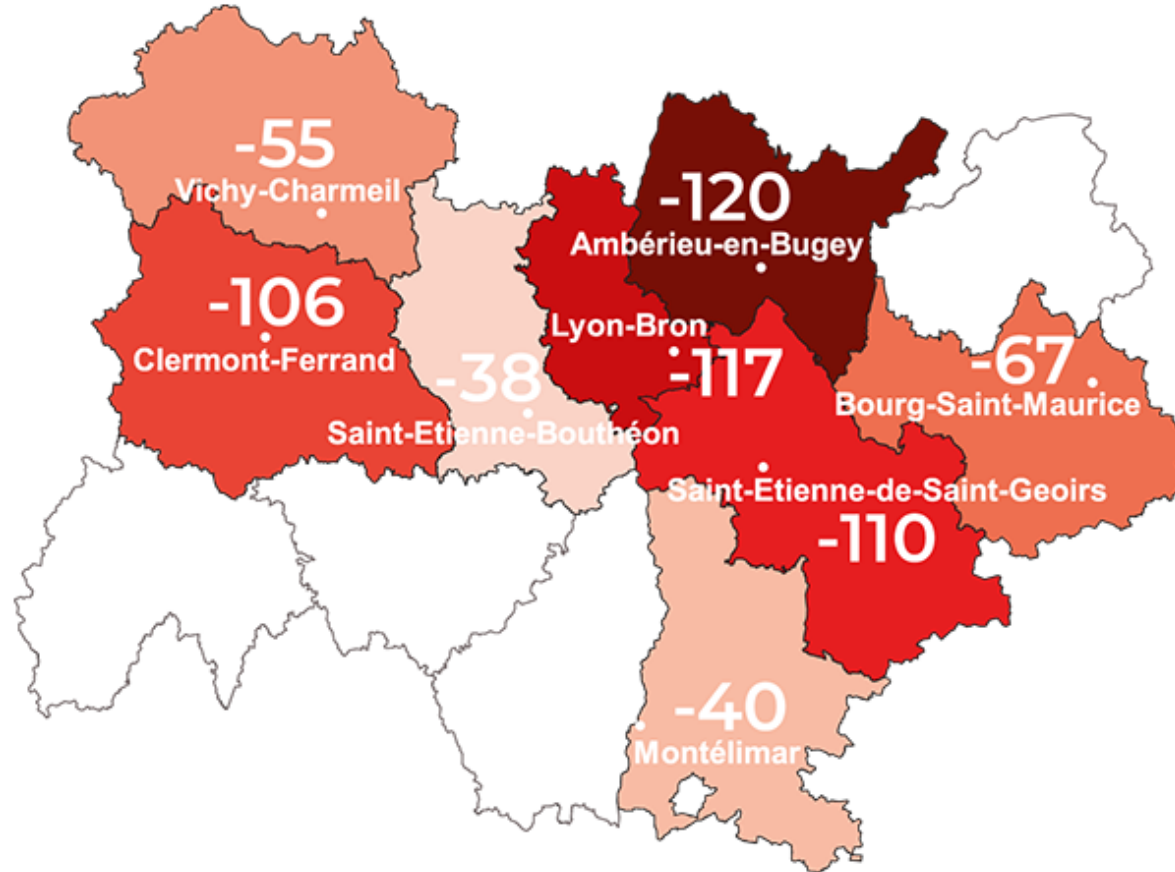 -55
Vichy-Charmeil
-120
Ambérieu-en-Bugey
-106
Clermont-Ferrand
Lyon-Bron
-117
-67
Bourg-Saint-Maurice
-38
Saint-Etienne-Bouthéon
Saint-Étienne-de-Saint-Geoirs
-110
-40
Montélimar